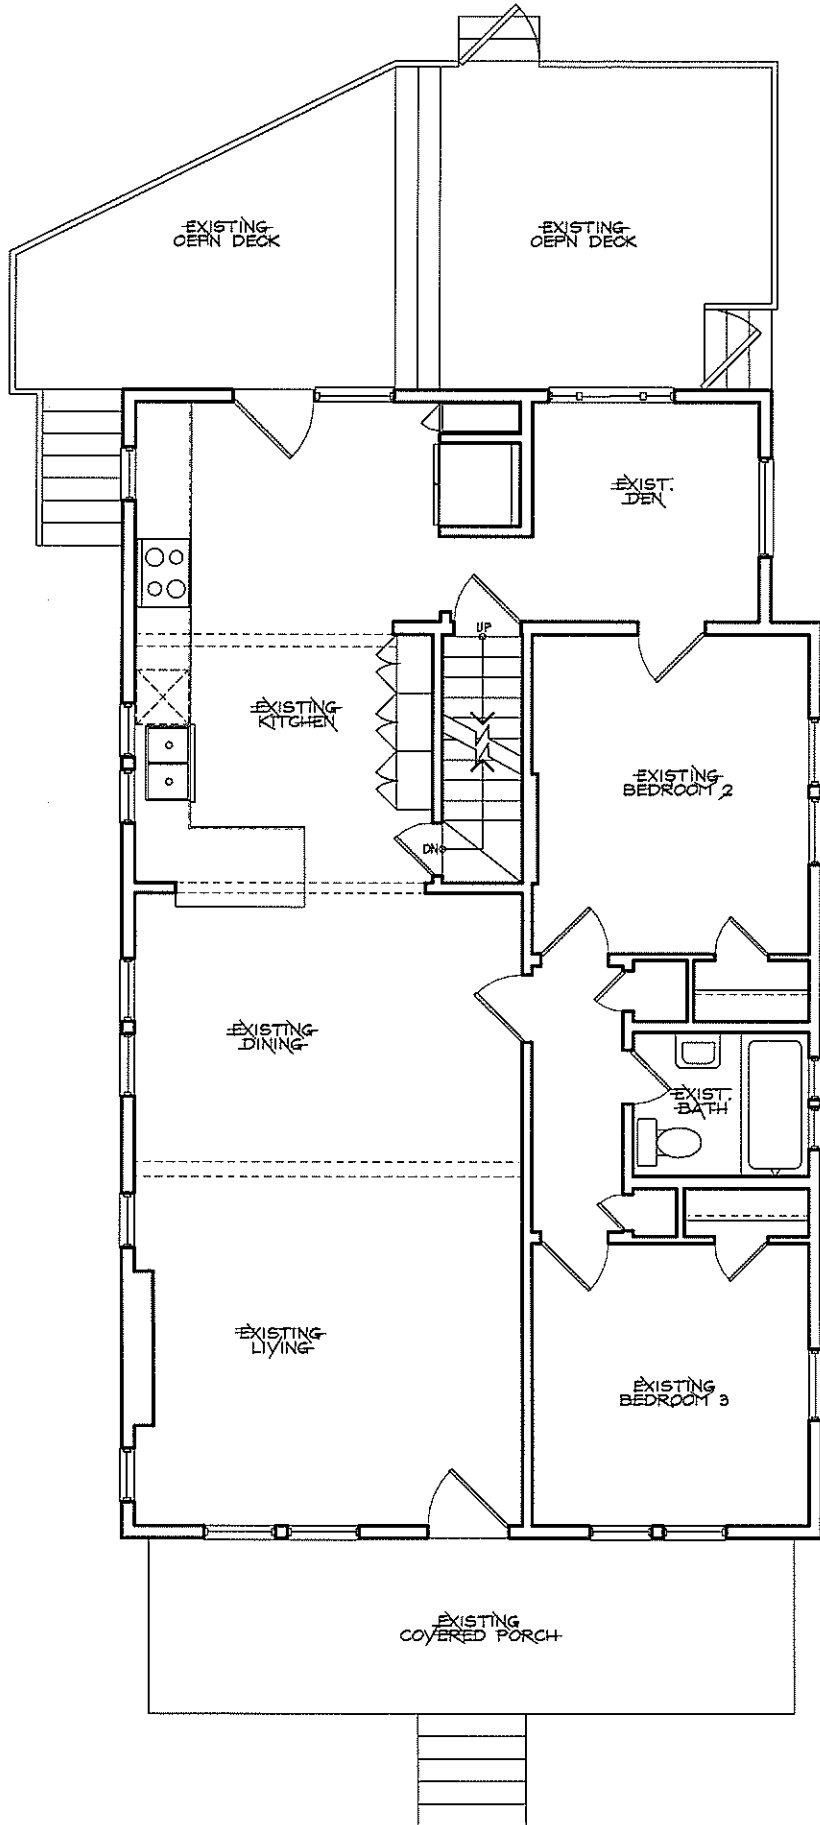 EXISTING
OEPN DECK
EXISTING
OEPN DECK
EXIST.
DEN
UP
EXISTING
KITCHEN
EXISTING
BEDROOM 2
DN
EXISTING
DINING
EXIST.
BATH
EXISTING
LIVING
EXISTING
BEDROOM 3
EXISTING
COVERED PORCH